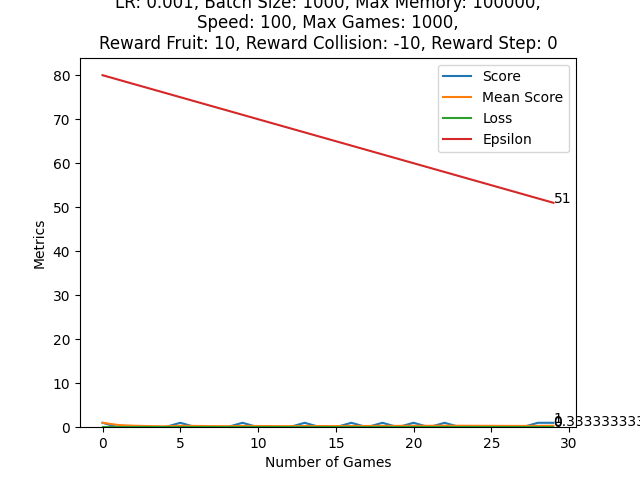 LR: 0.001, Batch Size: 1000, Max Memory: 100000,
Speed: 100, Max Games: 1000,
Reward Fruit: 10, Reward Collision: -10, Reward Step: 0
80
70
60
50
40
30
20
10
0
Metrics
Score
Mean Score
Loss
Epsilon
51
1
.333333333
0 5 10 15 20 25 30
Number of Games